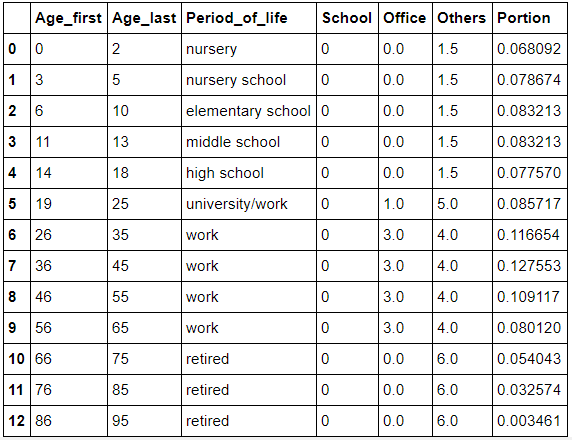 Age_first Age_last Period_of_life School Office Others Portion
0 0 2 nursery 0 0.0 1.5 0.068092
1 3 5 nursery school 0 0.0 1.5 0.078674
2 6 10 elementary school 0 0.0 1.5 0.083213
3 11 13 middle school 0 0.0 1.5 0.083213
4 14 18 high school 0 0.0 1.5 0.077570
5 19 25 university/work 0 1.0 5.0 0.085717
6 26 35 work 0 3.0 4.0 0.116654
7 36 45 work 0 3.0 4.0 0.127553
8 46 55 work 0 3.0 4.0 0.109117
9 56 65 work 0 3.0 4.0 0.080120
10 66 75 retired 0 0.0 6.0 0.054043
11 76 85 retired 0 0.0 6.0 0.032574
12 86 95 retired 0 0.0 6.0 0.003461